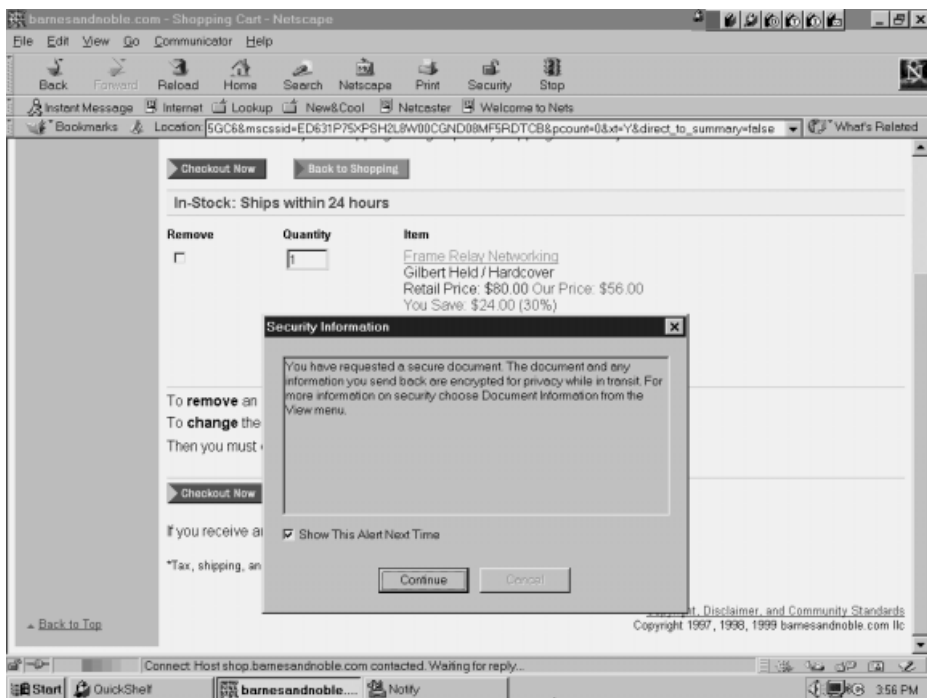 barnesandnoble.com - Shopping Cart - Netscape
File Edit View Go Communicator Help
Back Forward Reload Home Search Netscape Print Security Stop
Instant Message Internet Lookup New&Cool Netcaster Welcome to Nets
Bookmarks Location: 5GC6&mscssid=ED631P75XPSH2L8W00CGND08MF5RDTCB&pcount=0&xt=Y&direct_to_summary=false What's Related
Checkout Now Back to Shopping
In-Stock: Ships within 24 hours
Remove Quantity Item
1 Frame Relay Networking
Gilbert Held / Hardcover
Retail Price: $80.00 Our Price: $56.00
You Save: $24.00 (30%)
Security Information
You have requested a secure document. The document and any
information you send back are encrypted for privacy while in transit. For
more information on security choose Document Information from the
View menu.
To remove an
To change the
Then you must
Checkout Now
If you receive
Show This Alert Next Time
*Tax, shipping, an
Continue Cancel
Disclaimer, and Community Standards
Back to Top
Copyright 1997, 1998, 1999 barnesandnoble.com llc
Connect: Host shop.barnesandnoble.com contacted. Waiting for reply...
Start QuickShelf barnesandnoble.... Notify 3:56 PM